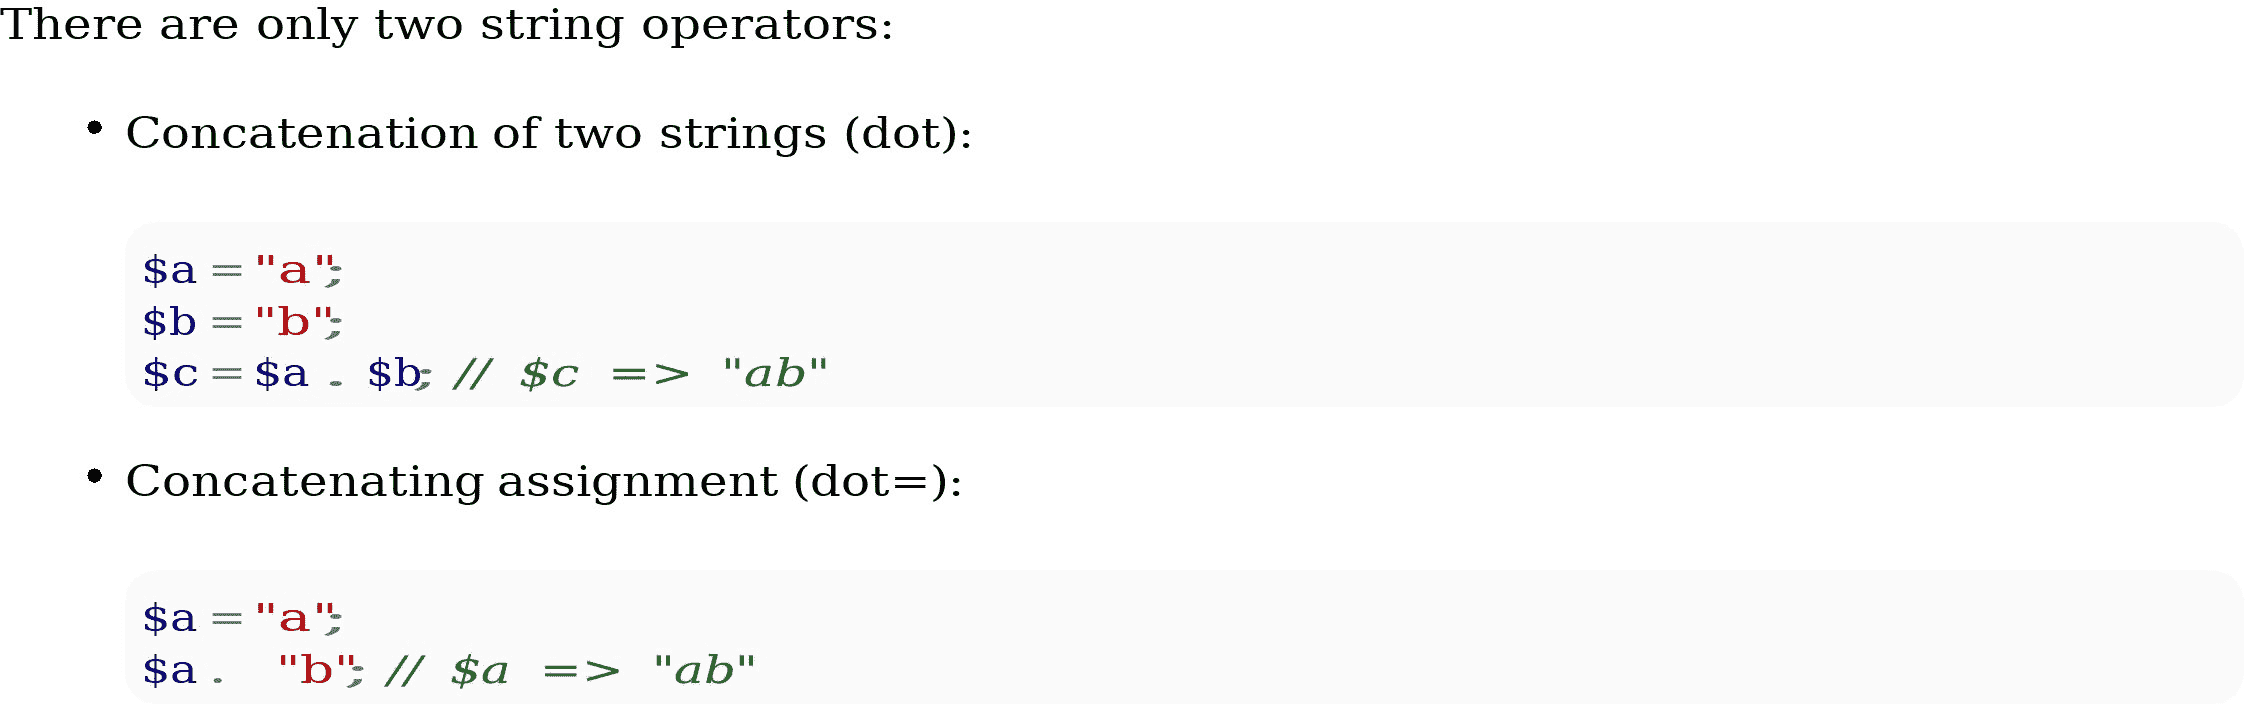 There are only two string operators:
• Concatenation of two strings (dot):
$a = "a";
$b = "b";
$c = $a . $b; // $c => "ab"
• Concatenating assignment (dot=):
$a = "a";
$a . "b"; // $a => "ab"